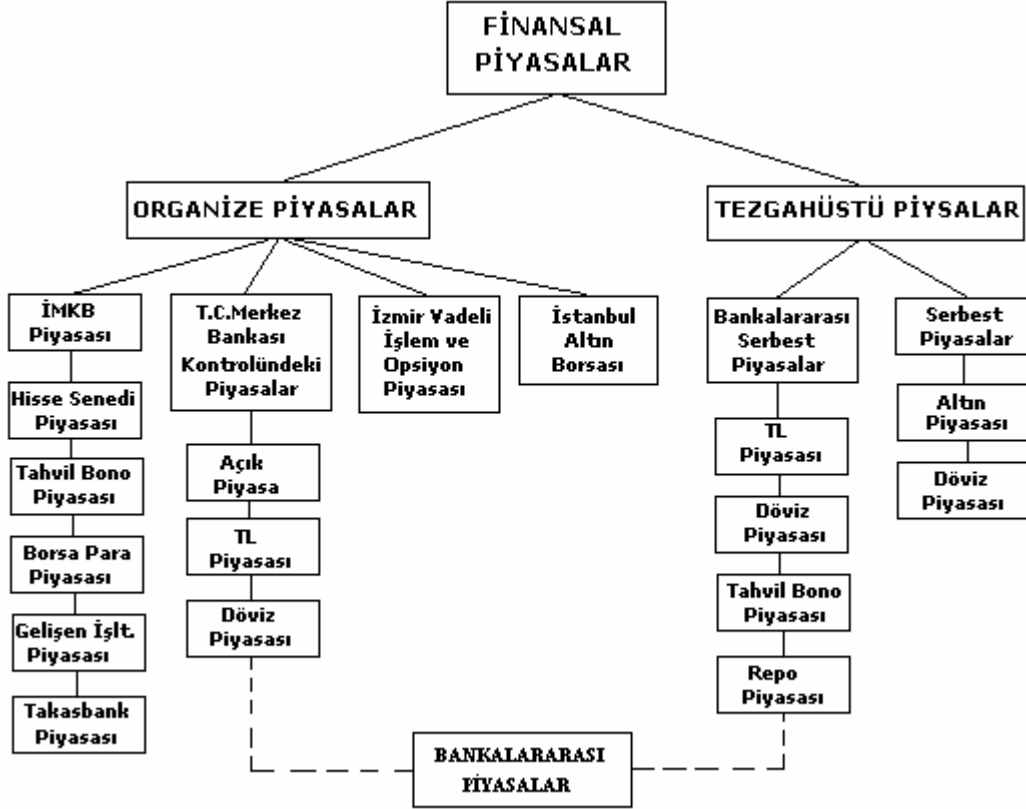 FİNANSAL
PİYASALAR
ORGANİZE PİYASALAR
TEZGAHÜSTÜ PİYSALAR
İMKB
Piyasası
Hisse Senedi
Piyasası
Tahvil Bono
Piyasası
Borsa Para
Piyasası
Gelişen İşlt.
Piyasası
Takasbank
Piyasası
T.C.Merkez
Bankası
Kontrolündeki
Piyasalar
Açık
Piyasa
TL
Piyasası
Döviz
Piyasası
İzmir Vadeli
İşlem ve
Opsiyon
Piyasası
İstanbul
Altın
Borsası
Bankalararası
Serbest
Piyasalar
TL
Piyasası
Döviz
Piyasası
Tahvil Bono
Piyasası
Repo
Piyasası
Serbest
Piyasalar
Altın
Piyasası
Döviz
Piyasası
BANKALARARASI
PİYASALAR